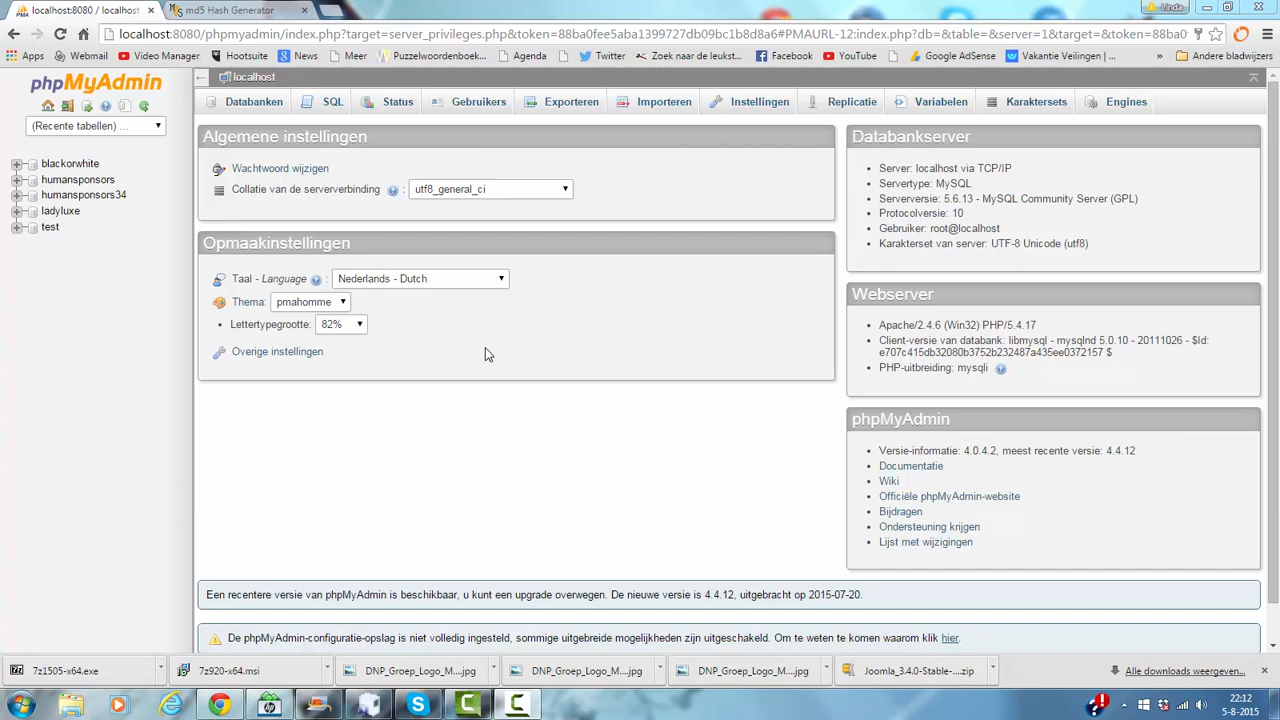 localhost:8080 / localhost
md5 Hash Generator
Linda
localhost:8080/phpmyadmin/index.php?target=server_privileges.php&token=88ba0fee5aba1399727db09bc1b8d8a6#PMAURL-12:index.php?db=&table=&server=1&target=&token=88ba0
Apps
Webmail
Video Manager
Hootsuite
News
Meer
Puzzelwoordenboek...
Agenda
Twitter
Zoek naar de leukst...
Facebook
YouTube
Google AdSense
Vakantie Veilingen | ...
»
Andere bladwijzers
phpMyAdmin
(Recente tabellen) ...
blackorwhite
humansponsors
humansponsors34
ladyluxe
test
localhost
Databanken
SQL
Status
Gebruikers
Exporteren
Importeren
Instellingen
Replicatie
Variabelen
Karaktersets
Engines
Algemene instellingen
Wachtwoord wijzigen
Collatie van de serververbinding : utf8_general_ci
Opmaakinstellingen
Taal - Language : Nederlands - Dutch
Thema: pmahomme
• Lettertypegrootte: 82%
Overige instellingen
Databankserver
• Server: localhost via TCP/IP
• Servertype: MySQL
• Serverversie: 5.6.13 - MySQL Community Server (GPL)
• Protocolversie: 10
• Gebruiker: root@localhost
• Karakterset van server: UTF-8 Unicode (utf8)
Webserver
• Apache/2.4.6 (Win32) PHP/5.4.17
• Client-versie van databank: libmysql - mysqlnd 5.0.10 - 20111026 - $Id:
e707c415db32080b3752b232487a435ee0372157 $
• PHP-uitbreiding: mysqli
phpMyAdmin
• Versie-informatie: 4.0.4.2, meest recente versie: 4.4.12
• Documentatie
• Wiki
• Officiële phpMyAdmin-website
• Bijdragen
• Ondersteuning krijgen
• Lijst met wijzigingen
Een recentere versie van phpMyAdmin is beschikbaar, u kunt een upgrade overwegen. De nieuwe versie is 4.4.12, uitgebracht op 2015-07-20.
De phpMyAdmin-configuratie-opslag is niet volledig ingesteld, sommige uitgebreide mogelijkheden zijn uitgeschakeld. Om te weten te komen waarom klik hier.
7z1505-x64.exe
7z920-x64.msi
DNP_Groep_Logo_M....jpg
DNP_Groep_Logo_M....jpg
DNP_Groep_Logo_M....jpg
Joomla_3.4.0-Stable-....zip
Alle downloads weergeven...
22:12
5-8-2015